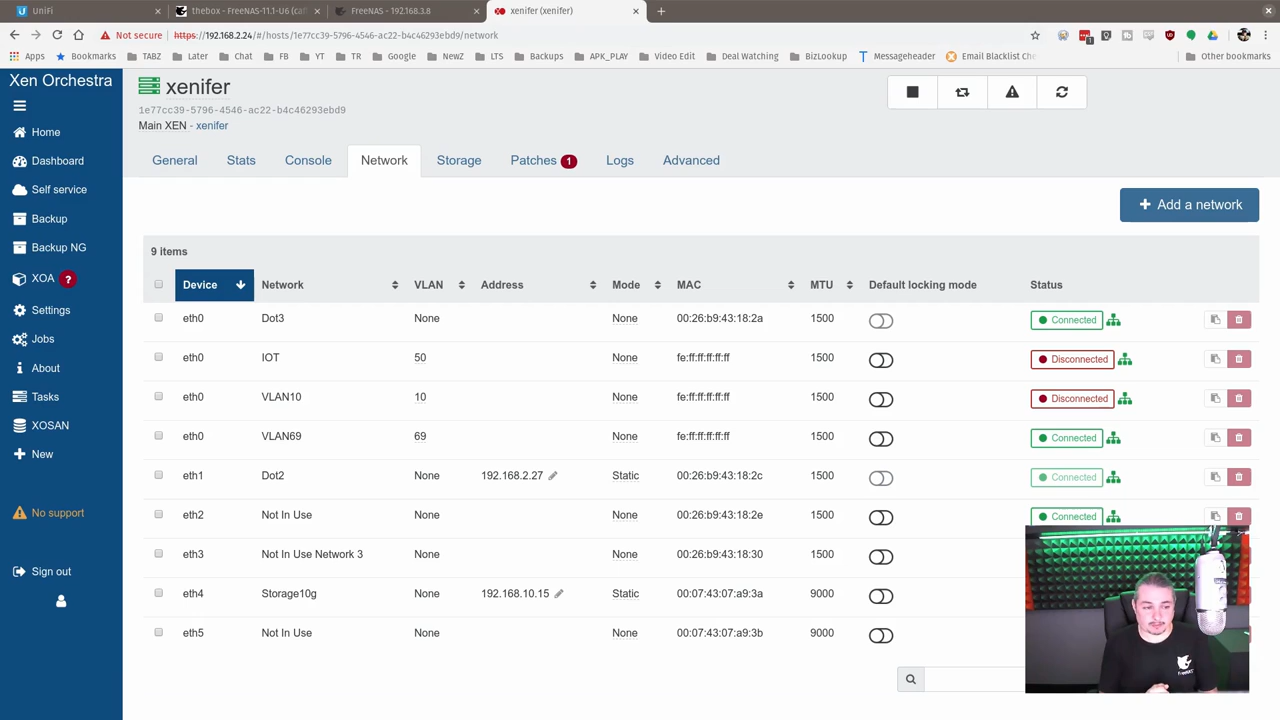 UniFi
thebox - FreeNAS-11.1-U6 (caf
FreeNAS - 192.168.3.8
xenifer (xenifer)
Not secure
https://192.168.2.24/#/hosts/1e77cc39-5796-4546-ac22-b4c46293ebd9/network
Apps
Bookmarks
TABZ
Later
Chat
FB
YT
TR
Google
NewZ
LTS
Backups
APK_PLAY
Video Edit
Deal Watching
BizLookup
Messageheader
Email Blacklist Che
Other bookmarks
Xen Orchestra
Home
Dashboard
Self service
Backup
Backup NG
XOA ?
Settings
Jobs
About
Tasks
XOSAN
New
No support
Sign out
xenifer
1e77cc39-5796-4546-ac22-b4c46293ebd9
Main XEN - xenifer
General Stats Console Network Storage Patches 1 Logs Advanced
Add a network
9 items
Device Network VLAN Address Mode MAC MTU Default locking mode Status
eth0 Dot3 None None 00:26:b9:43:18:2a 1500 Connected
eth0 IOT 50 None fe:ff:ff:ff:ff:ff 1500 Disconnected
eth0 VLAN10 10 None fe:ff:ff:ff:ff:ff 1500 Disconnected
eth0 VLAN69 69 None fe:ff:ff:ff:ff:ff 1500 Connected
eth1 Dot2 None 192.168.2.27 Static 00:26:b9:43:18:2c 1500 Connected
eth2 Not In Use None None 00:26:b9:43:18:2e 1500 Connected
eth3 Not In Use Network 3 None None 00:26:b9:43:18:30 1500
eth4 Storage10g None 192.168.10.15 Static 00:07:43:07:a9:3a 9000
eth5 Not In Use None None 00:07:43:07:a9:3b 9000
FreeNAS